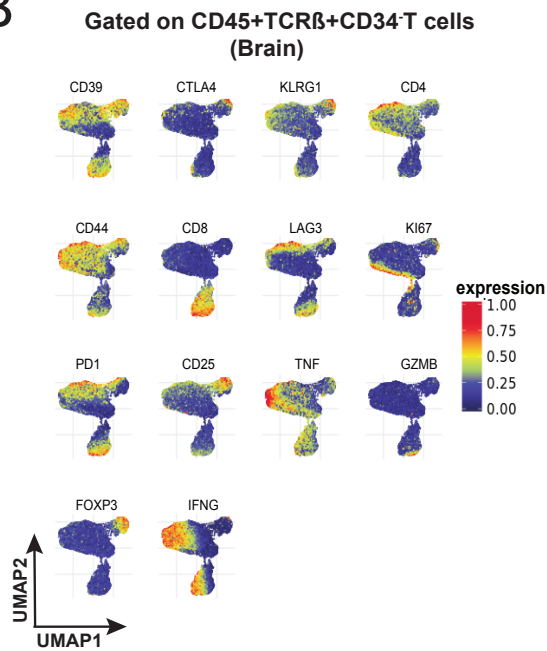 B
Gated on CD45+TCRß+CD34-T cells
(Brain)
CD39 CTLA4 KLRG1 CD4
CD44 CD8 LAG3 KI67
expression
1.00
0.75
0.50
0.25
0.00
PD1 CD25 TNF GZMB
FOXP3 IFNG
UMAP2
UMAP1